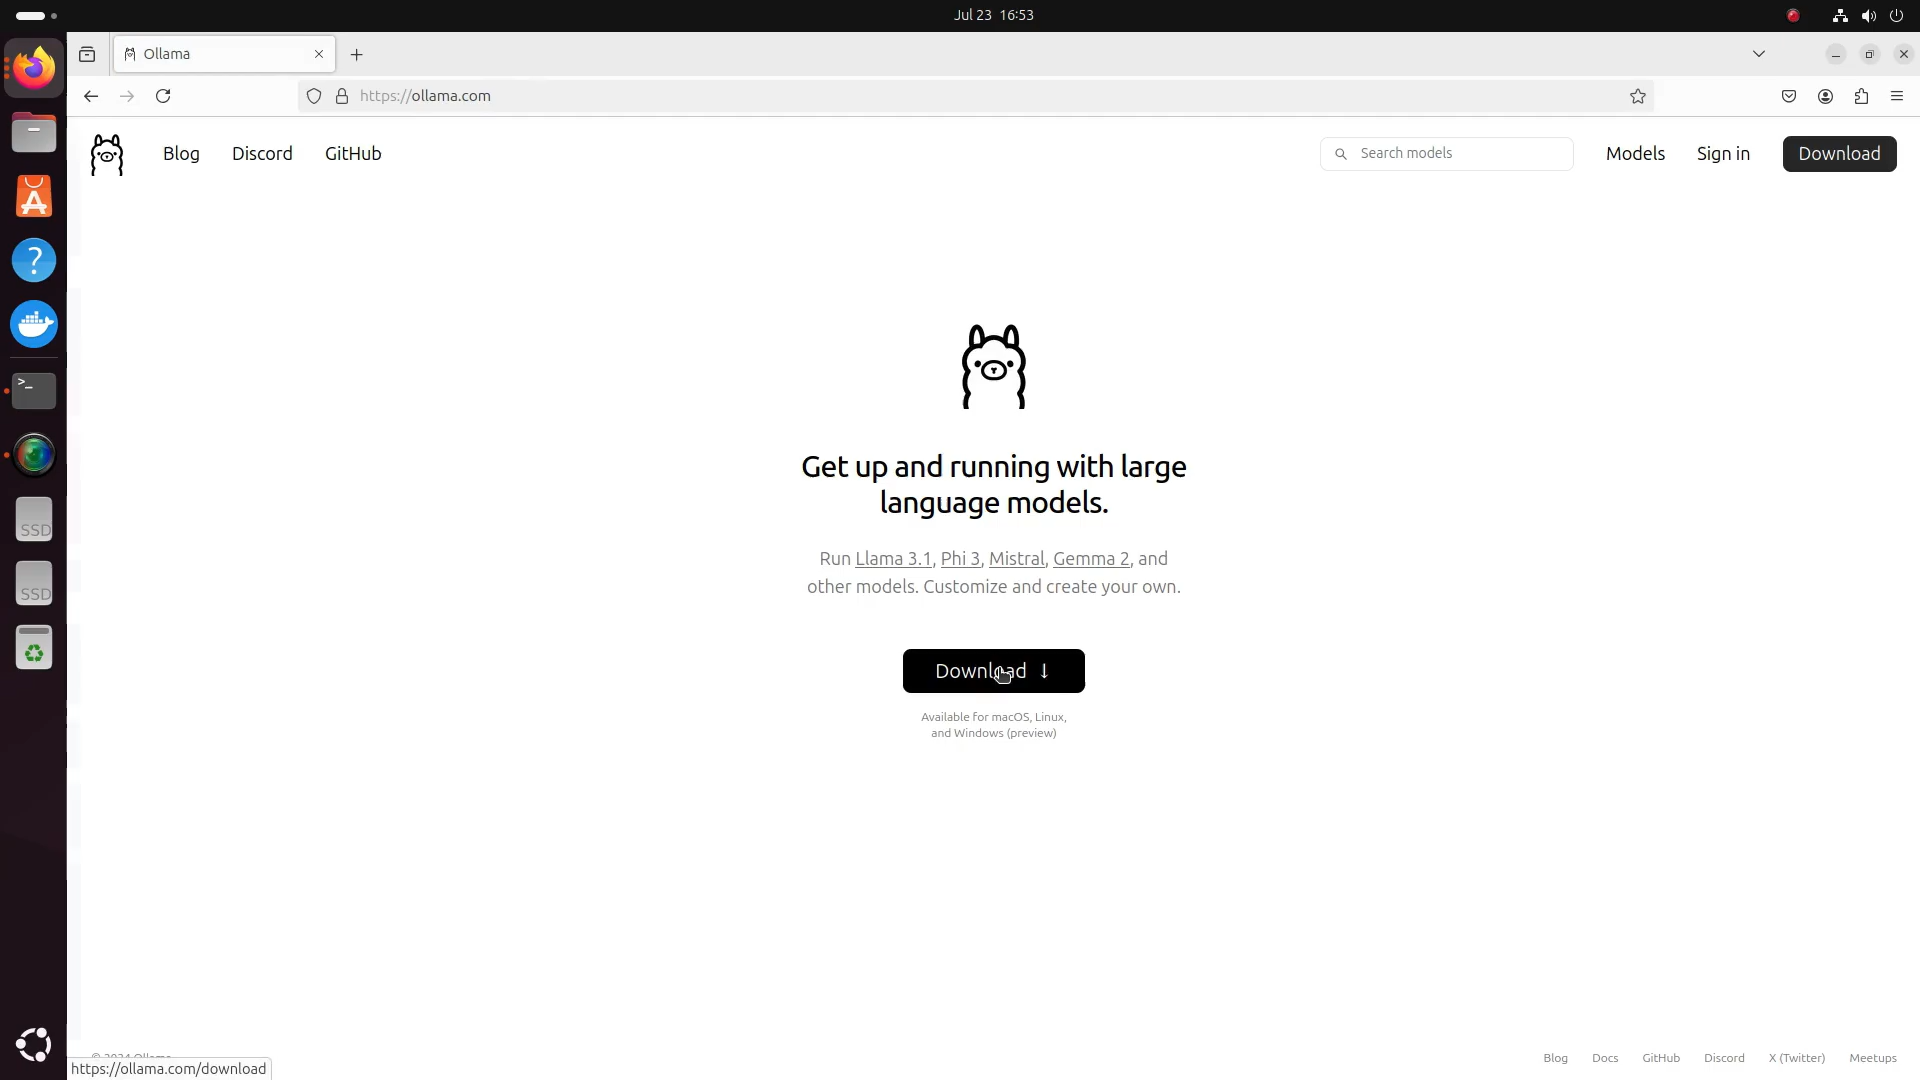 Jul 23 16:53
Ollama
https://ollama.com
Blog Discord GitHub
Search models
Models Sign in Download
Get up and running with large
language models.
Run Llama 3.1, Phi 3, Mistral, Gemma 2, and
other models. Customize and create your own.
Download ↓
Available for macOS, Linux,
and Windows (preview)
SSD
SSD
© 2024 Ollama
Blog Docs GitHub Discord X (Twitter) Meetups
https://ollama.com/download